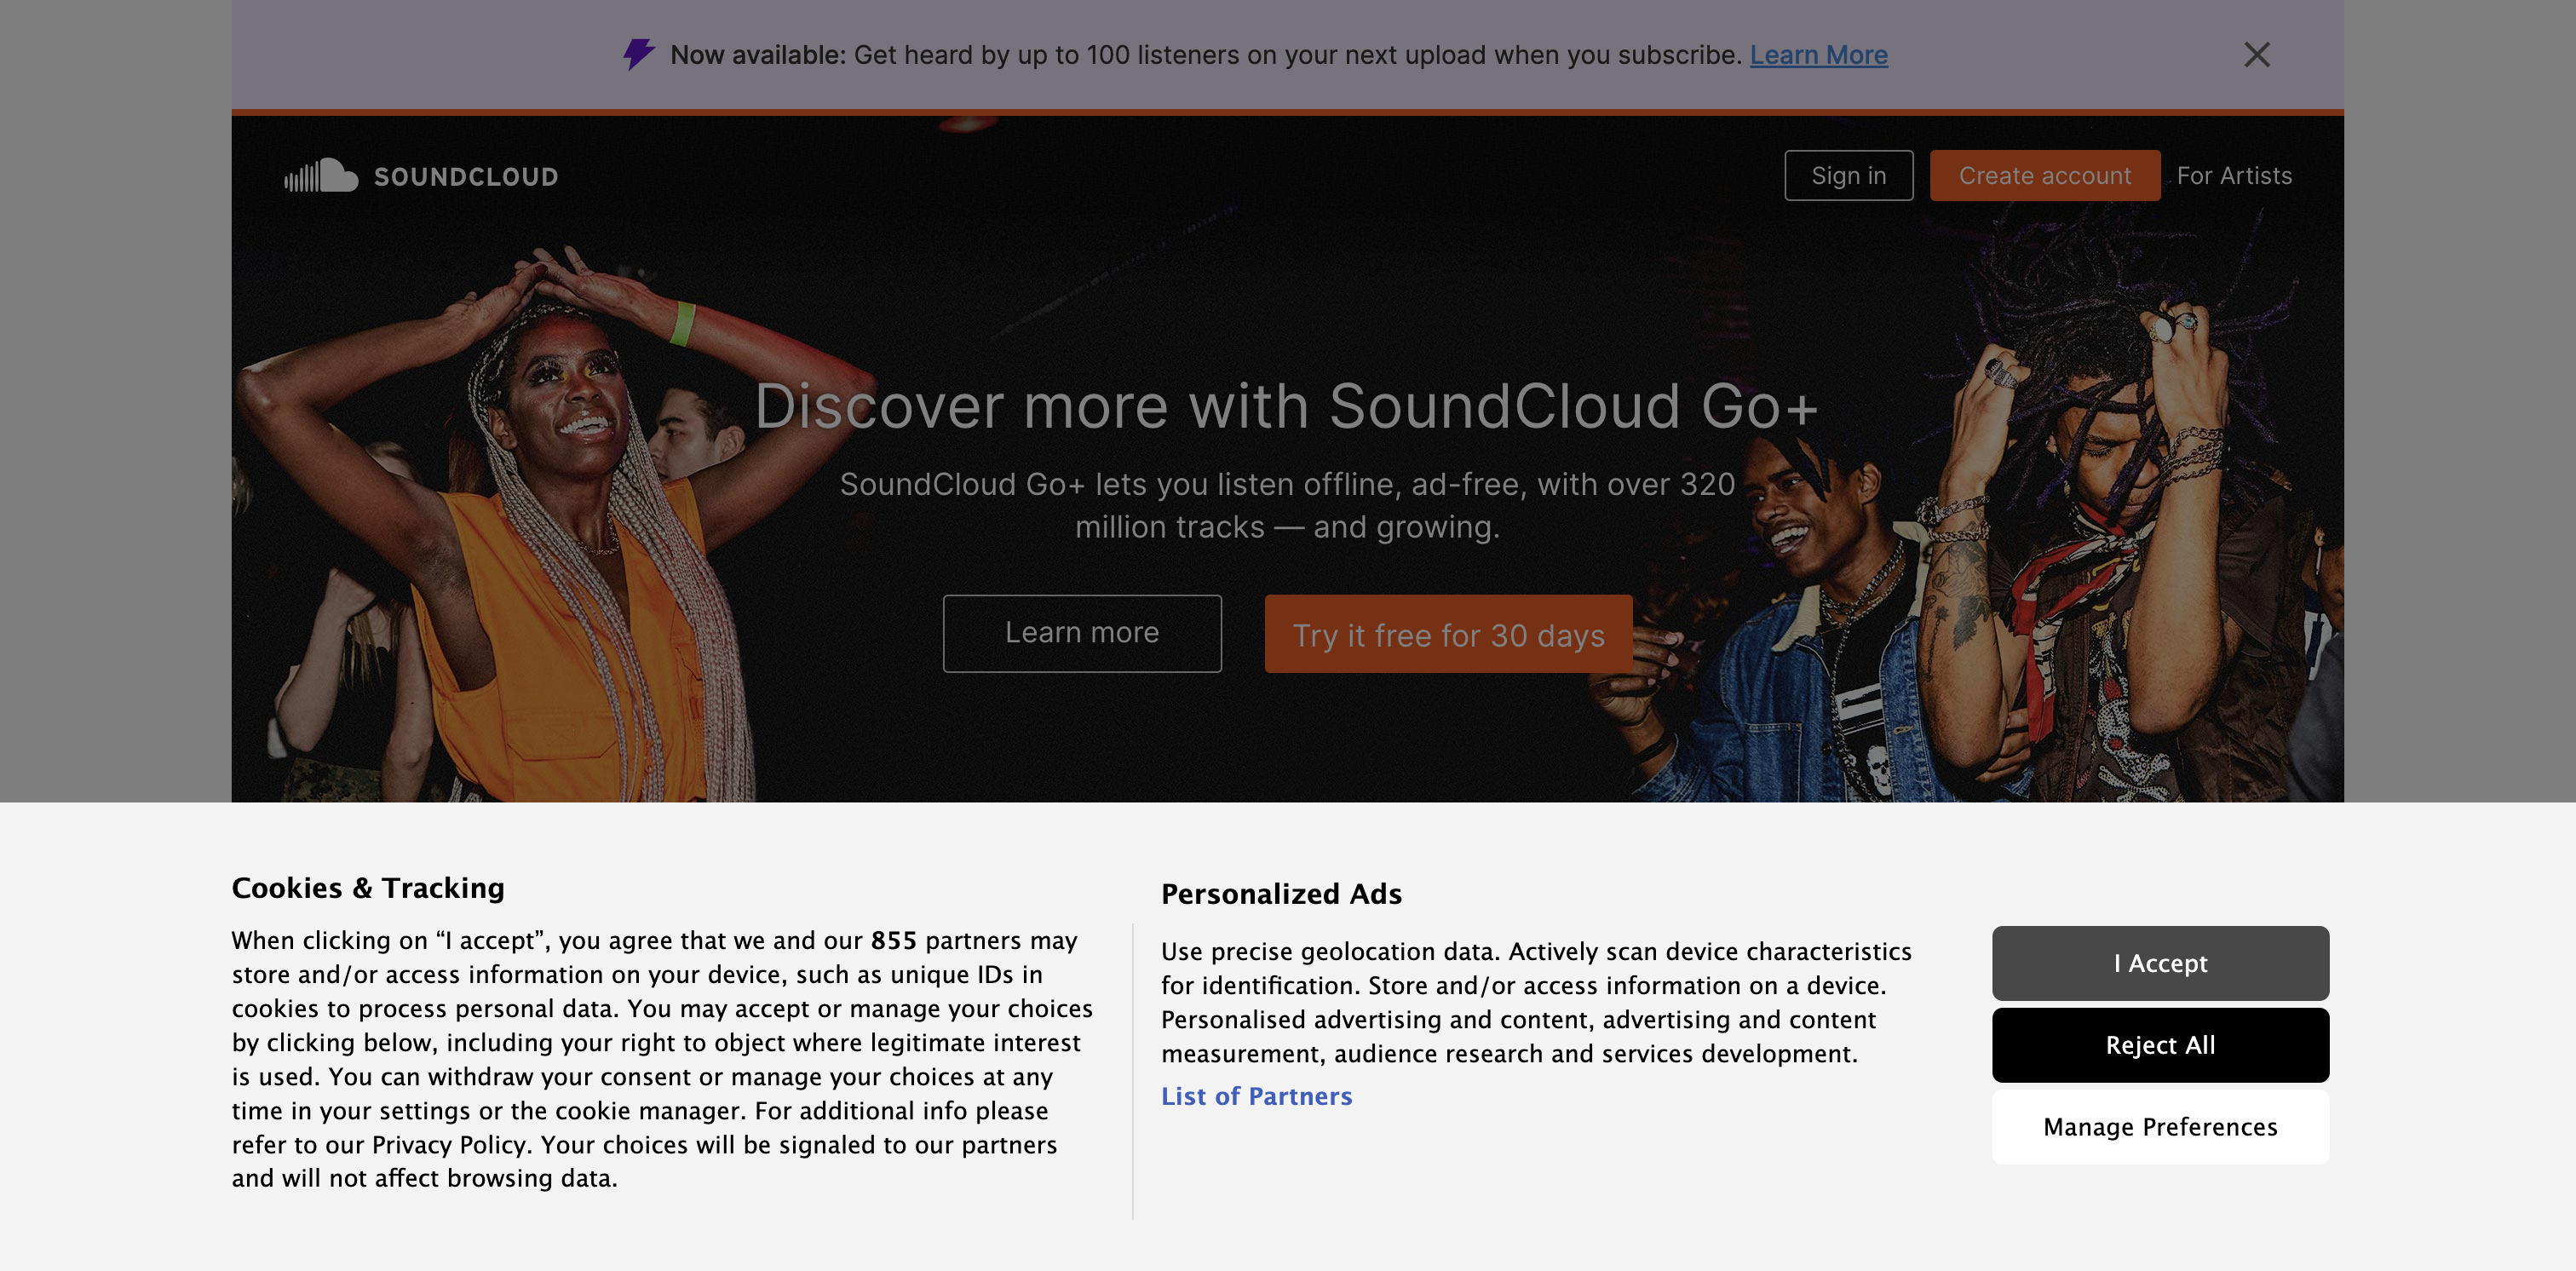 Now available: Get heard by up to 100 listeners on your next upload when you subscribe. Learn More
SOUNDCLOUD
Sign in
Create account
For Artists
Discover more with SoundCloud Go+
SoundCloud Go+ lets you listen offline, ad-free, with over 320
million tracks — and growing.
Learn more
Try it free for 30 days
Cookies & Tracking
When clicking on “I accept”, you agree that we and our 855 partners may
store and/or access information on your device, such as unique IDs in
cookies to process personal data. You may accept or manage your choices
by clicking below, including your right to object where legitimate interest
is used. You can withdraw your consent or manage your choices at any
time in your settings or the cookie manager. For additional info please
refer to our Privacy Policy. Your choices will be signaled to our partners
and will not affect browsing data.
Personalized Ads
Use precise geolocation data. Actively scan device characteristics
for identification. Store and/or access information on a device.
Personalised advertising and content, advertising and content
measurement, audience research and services development.
List of Partners
I Accept
Reject All
Manage Preferences